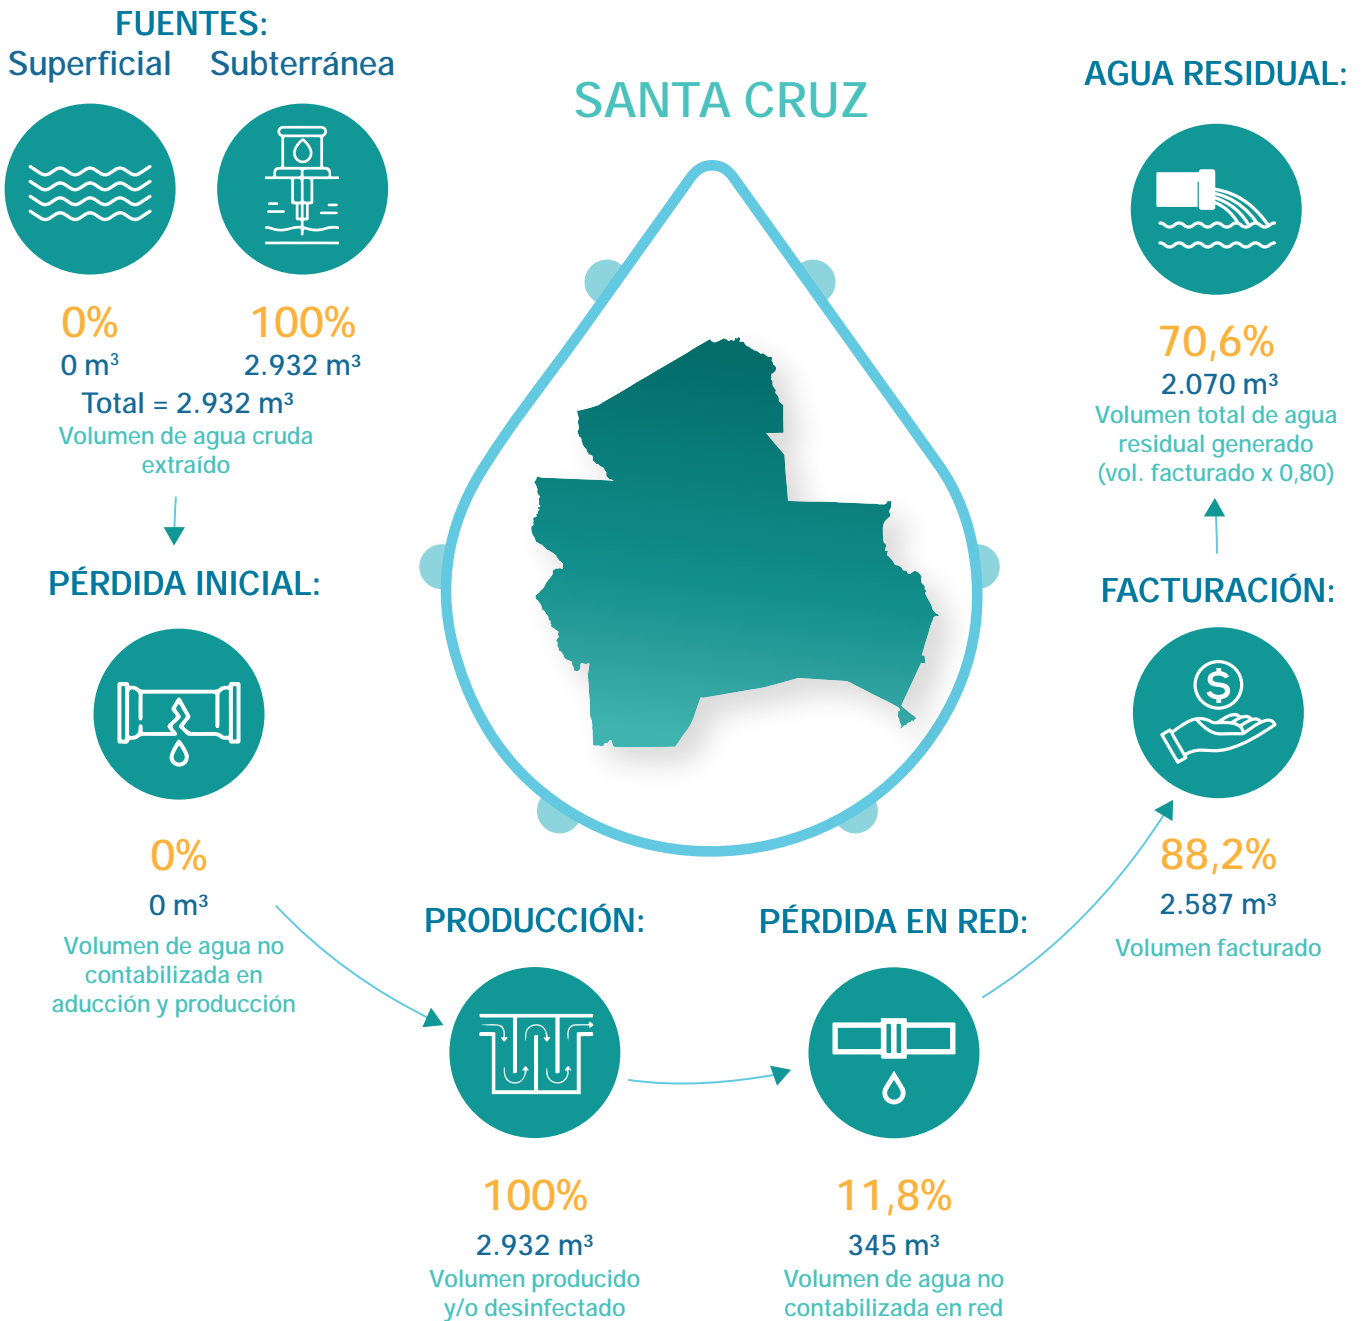 FUENTES:
Superficial Subterránea
0% 100%
0 m³ 2.932 m³
Total = 2.932 m³
Volumen de agua cruda
extraído
PÉRDIDA INICIAL:
0%
0 m³
Volumen de agua no
contabilizada en
aducción y producción
SANTA CRUZ
PRODUCCIÓN:
100%
2.932 m³
Volumen producido
y/o desinfectado
PÉRDIDA EN RED:
11,8%
345 m³
Volumen de agua no
contabilizada en red
FACTURACIÓN:
$
88,2%
2.587 m³
Volumen facturado
AGUA RESIDUAL:
70,6%
2.070 m³
Volumen total de agua
residual generado
(vol. facturado x 0,80)